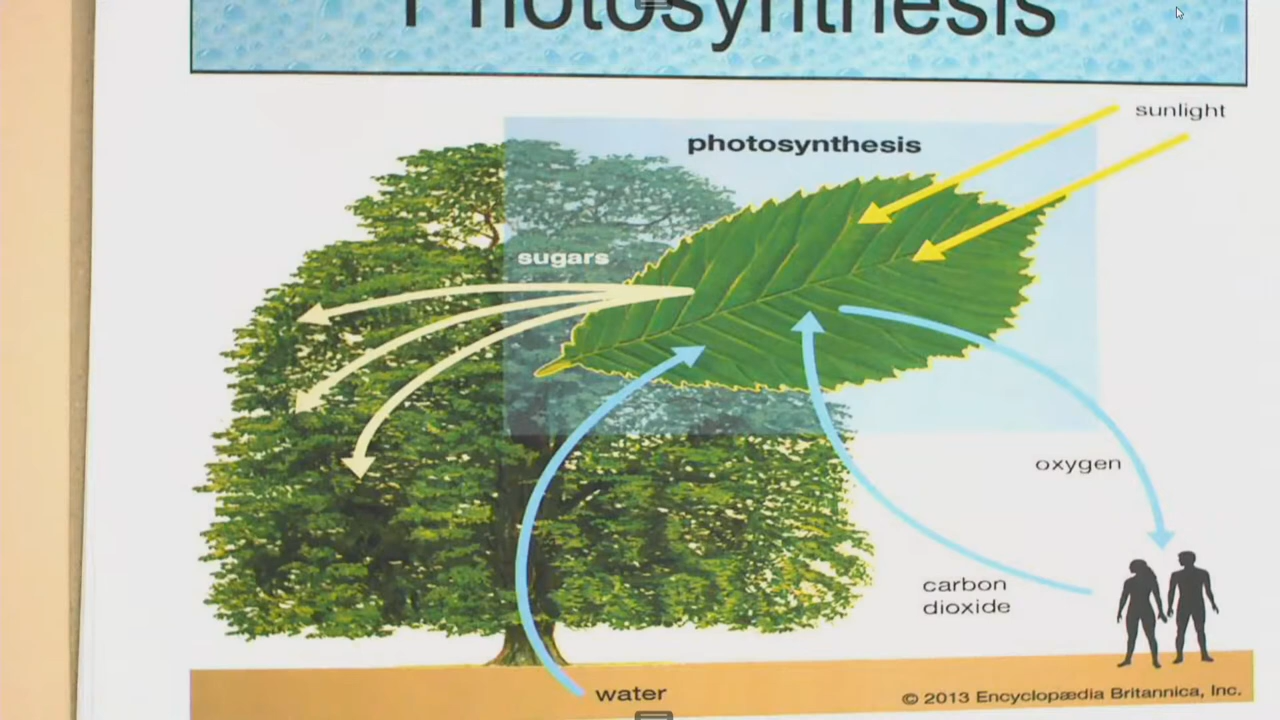 Photosynthesis
sunlight
photosynthesis
sugars
oxygen
carbon
dioxide
water
© 2013 Encyclopædia Britannica, Inc.